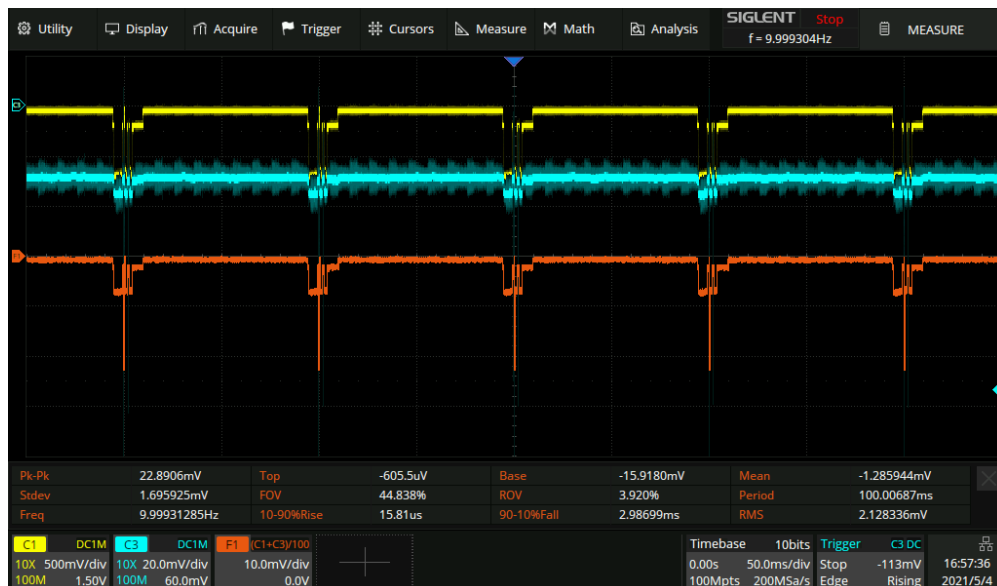 Utility Display Acquire Trigger Cursors Measure Math Analysis SIGLENT Stop MEASURE
f = 9.999304Hz
C3
F1
Pk-Pk 22.8906mV Top -605.5uV Base -15.9180mV Mean -1.285944mV
Stdev 1.695925mV FOV 44.838% ROV 3.920% Period 100.00687ms
Freq 9.99931285Hz 10-90%Rise 15.81us 90-10%Fall 2.98699ms RMS 2.128336mV
C1 DC1M C3 DC1M F1 (C1+C3)/100 Timebase 10bits Trigger C3 DC
10X 500mV/div 10X 20.0mV/div 10.0mV/div 0.00s 50.0ms/div Stop -113mV 16:57:36
100M 1.50V 100M 60.0mV 0.0V 100Mpts 200MSa/s Edge Rising 2021/5/4